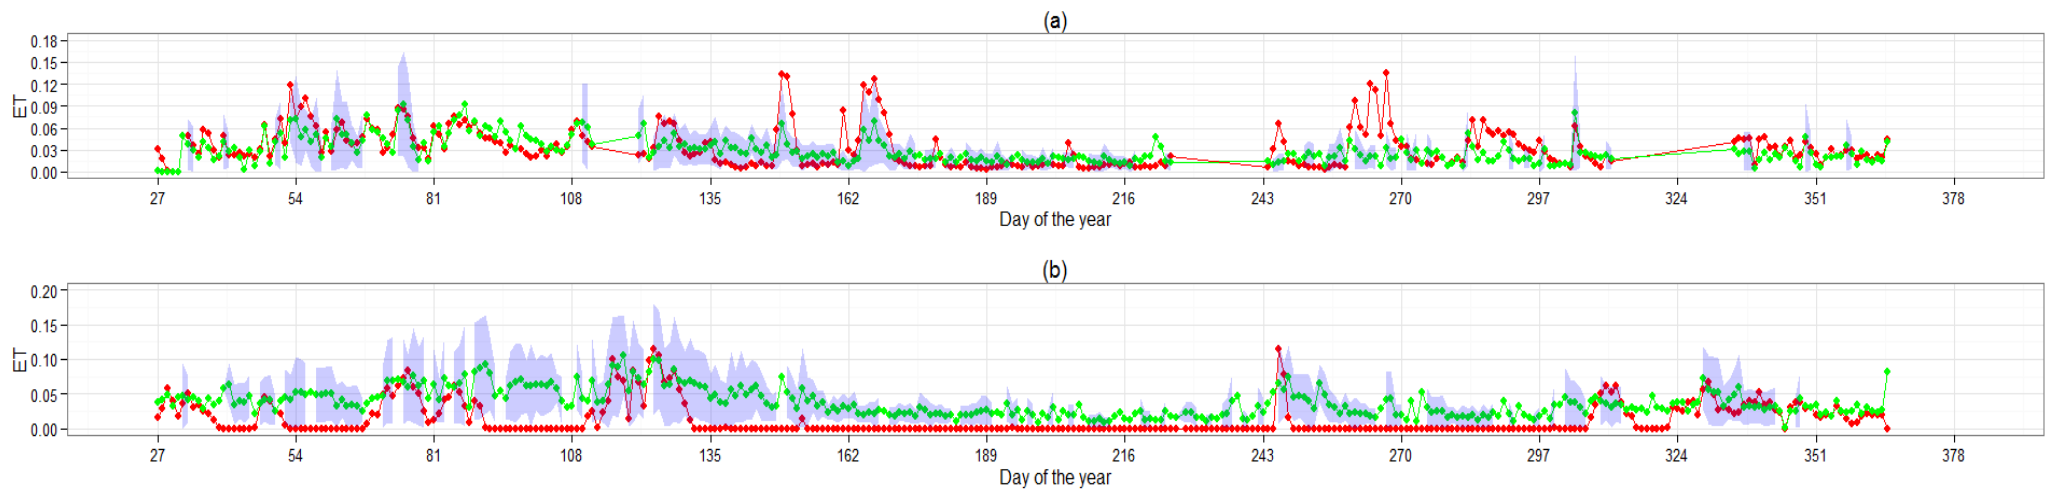 (a)
ET
0.18
0.15
0.12
0.09
0.06
0.03
0.00
27 54 81 108 135 162 189 216 243 270 297 324 351 378
Day of the year
(b)
ET
0.20
0.15
0.10
0.05
0.00
27 54 81 108 135 162 189 216 243 270 297 324 351 378
Day of the year